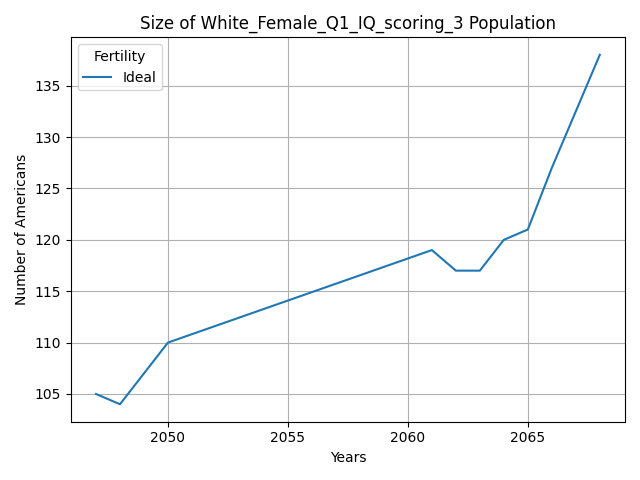 Size of White_Female_Q1_IQ_scoring_3 Population
Fertility
Ideal
Number of Americans
135
130
125
120
115
110
105
2050 2055 2060 2065
Years